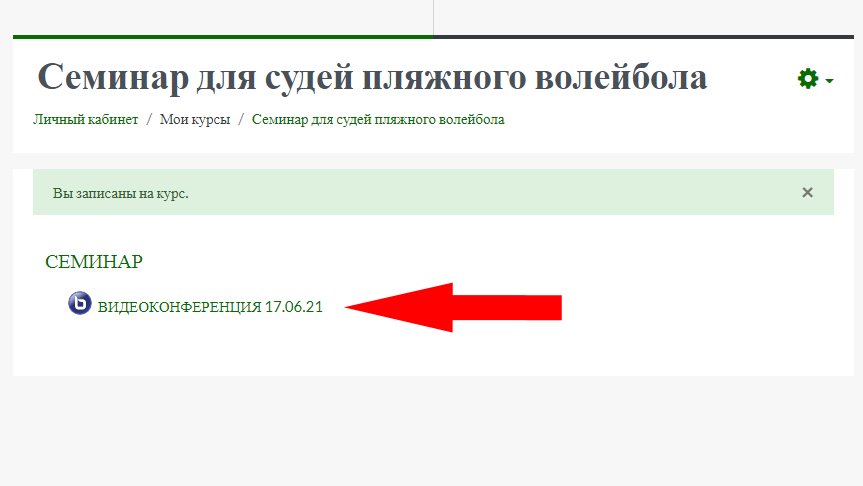 Семинар для судей пляжного волейбола
Личный кабинет / Мои курсы / Семинар для судей пляжного волейбола
Вы записаны на курс. ×
СЕМИНАР
b ВИДЕОКОНФЕРЕНЦИЯ 17.06.21